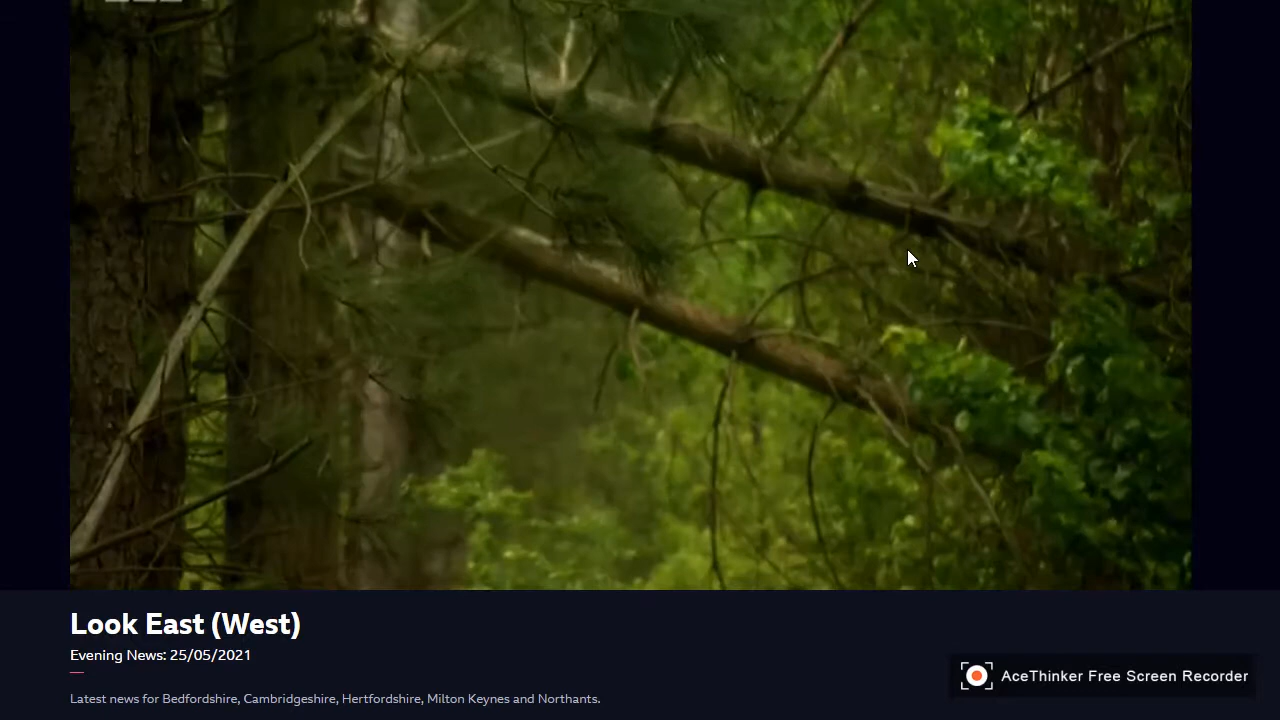 Look East (West)
Evening News: 25/05/2021
AceThinker Free Screen Recorder
Latest news for Bedfordshire, Cambridgeshire, Hertfordshire, Milton Keynes and Northants.